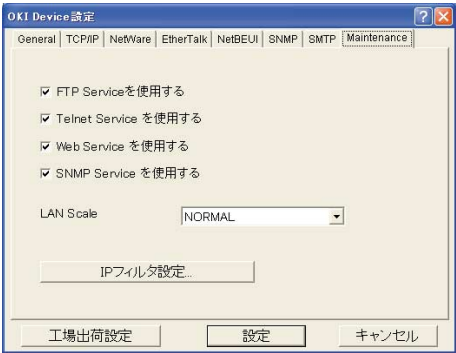 OKI Device設定
General TCP/IP NetWare EtherTalk NetBEUI SNMP SMTP Maintenance
FTP Serviceを使用する
Telnet Service を使用する
Web Service を使用する
SNMP Service を使用する
LAN Scale NORMAL
IPフィルタ設定...
工場出荷設定 設定 キャンセル